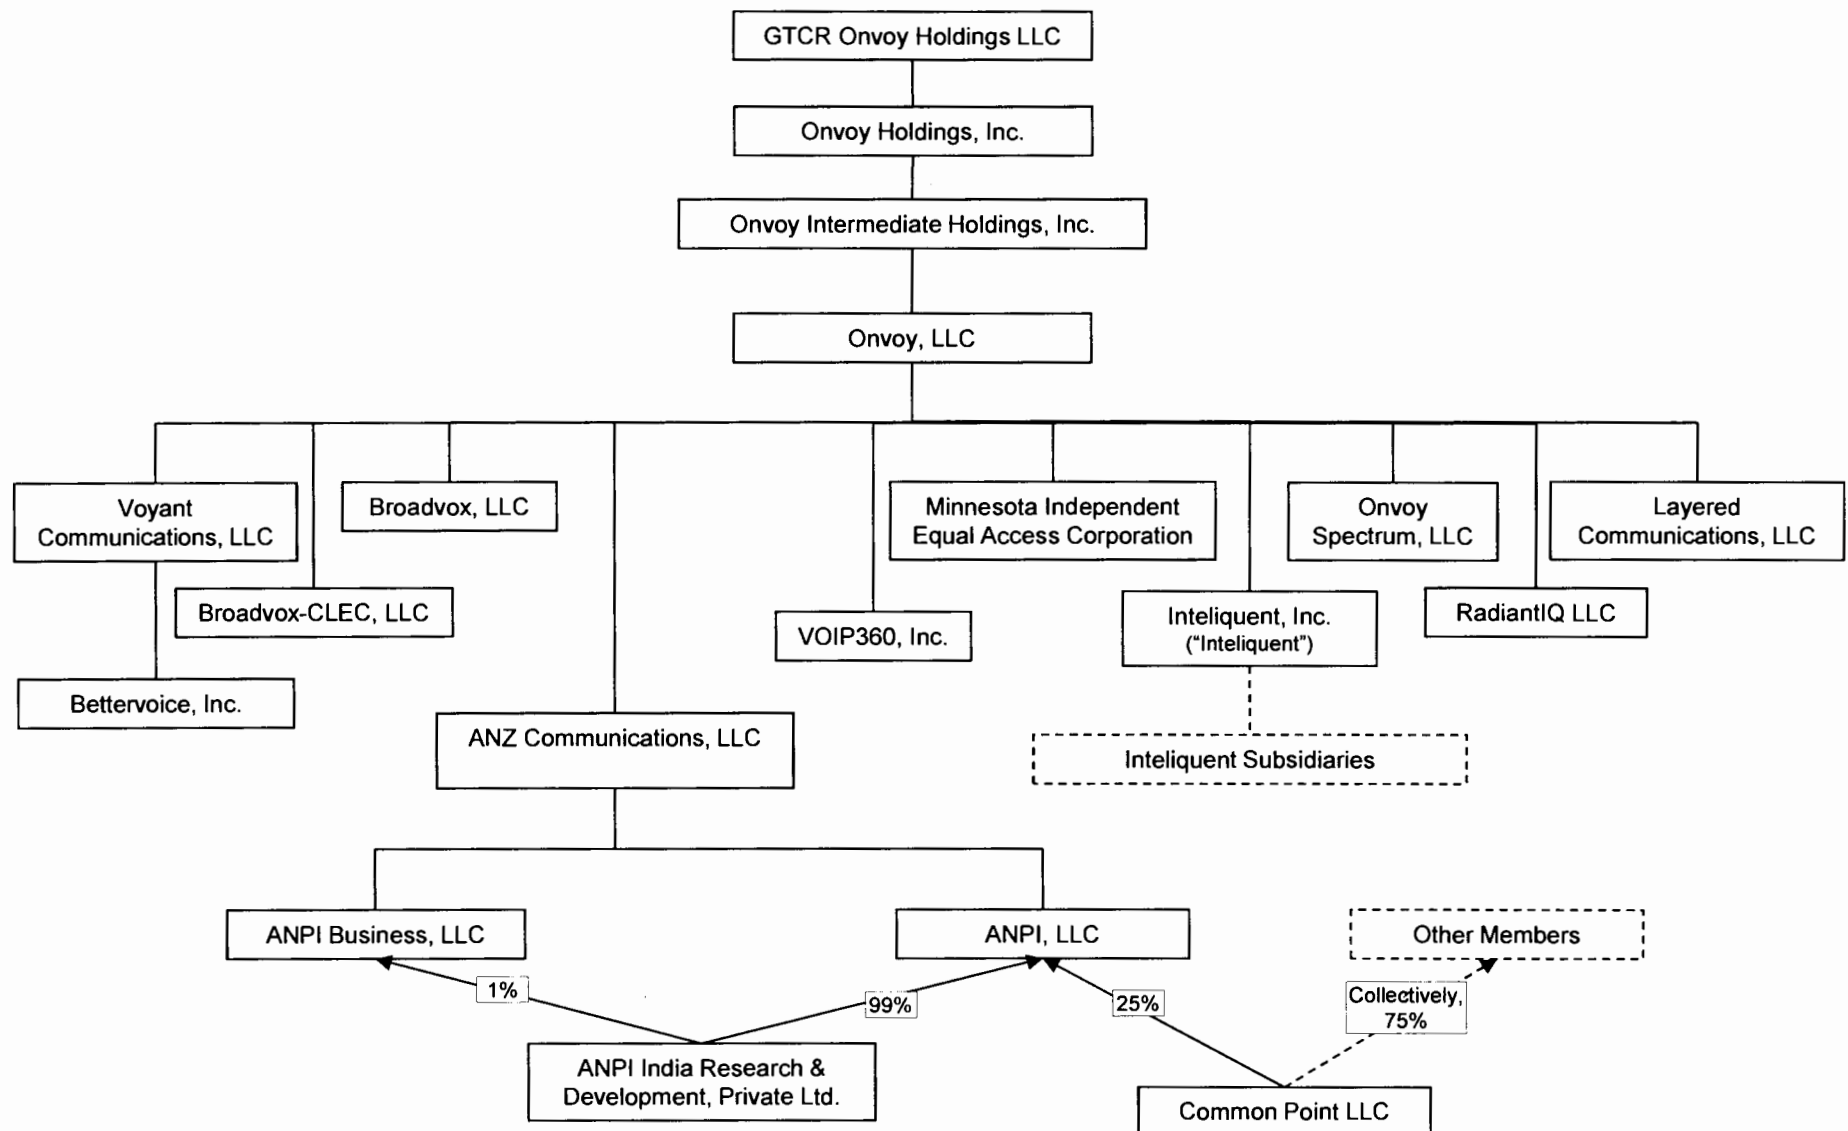 GTCR Onvoy Holdings LLC
Onvoy Holdings, Inc.
Onvoy Intermediate Holdings, Inc.
Onvoy, LLC
Voyant
Communications, LLC
Broadvox, LLC
Minnesota Independent
Equal Access Corporation
Onvoy
Spectrum, LLC
Layered
Communications, LLC
Broadvox-CLEC, LLC
VOIP360, Inc.
Inteliquent, Inc.
("Inteliquent")
RadiantIQ LLC
Bettervoice, Inc.
ANZ Communications, LLC
Inteliquent Subsidiaries
ANPI Business, LLC
ANPI, LLC
Other Members
1%
99%
25%
Collectively,
75%
ANPI India Research &
Development, Private Ltd.
Common Point LLC